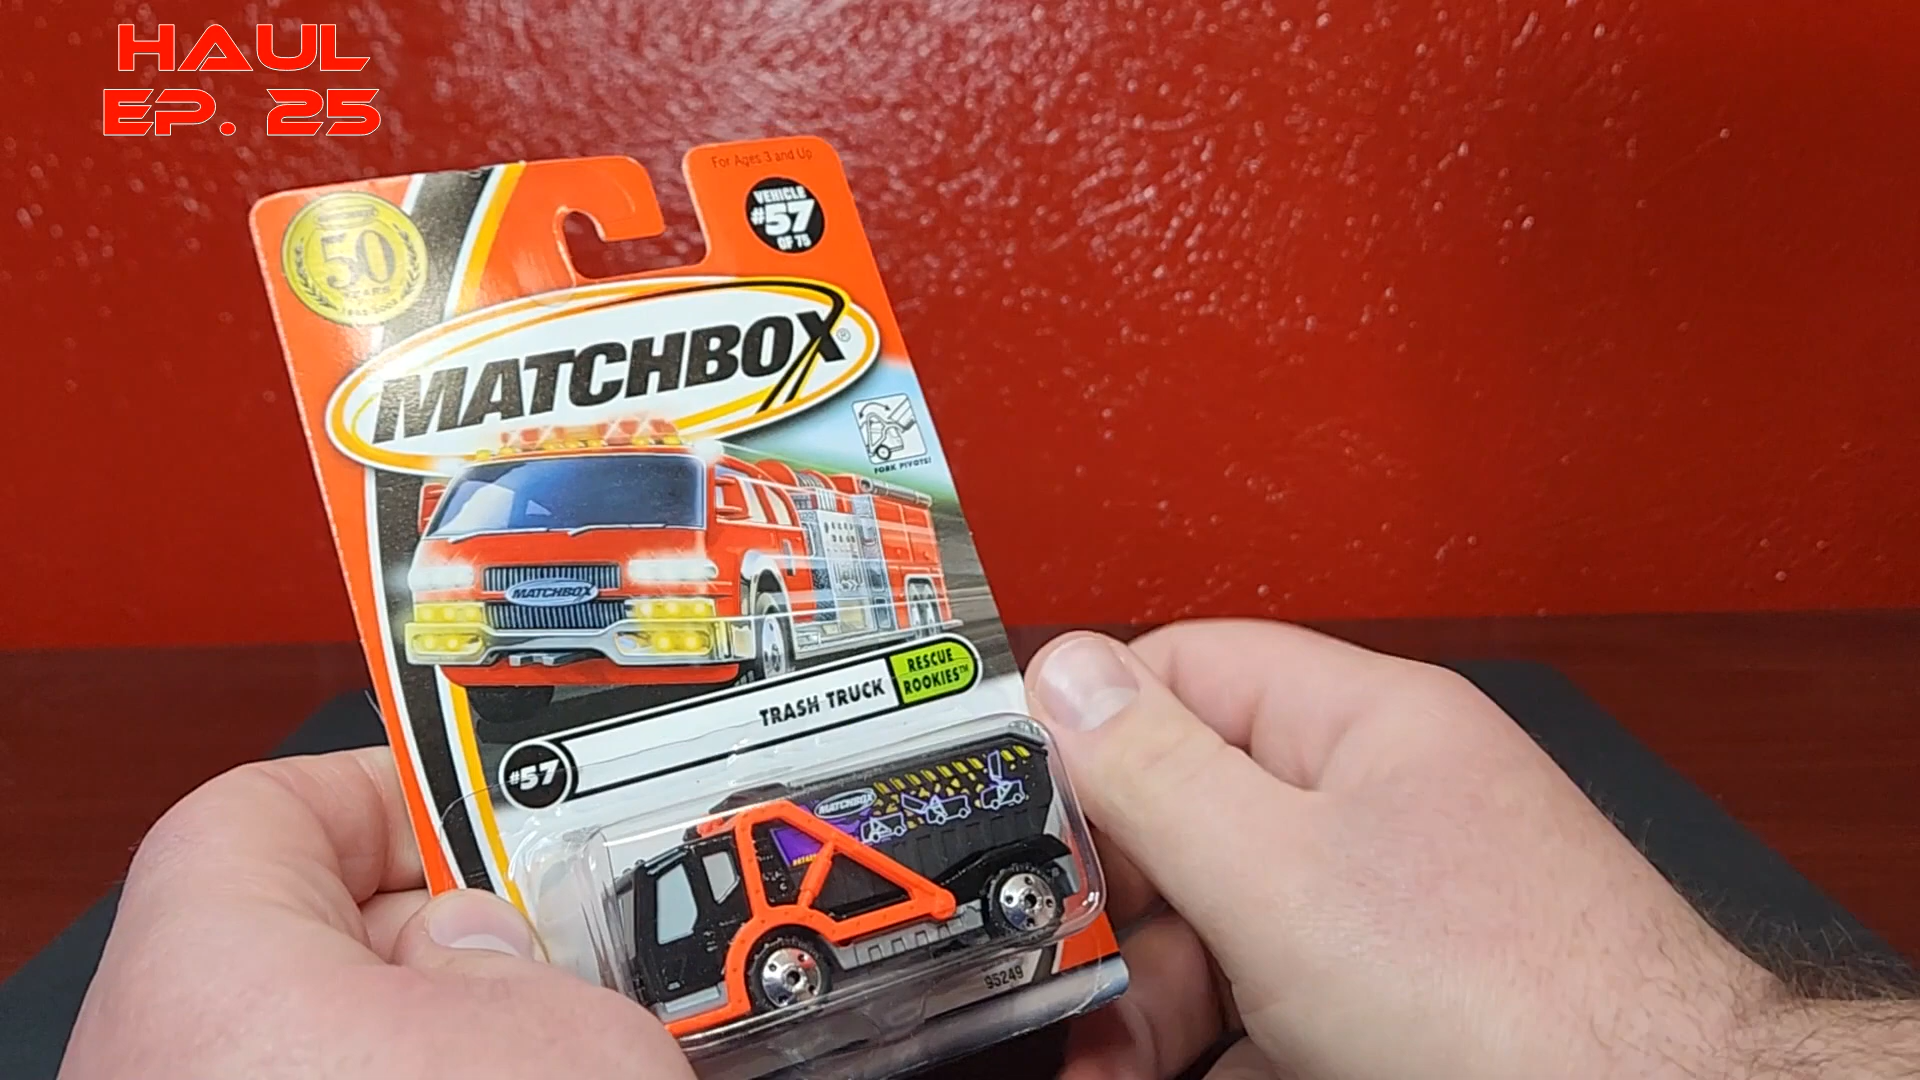 HAUL
EP. 25
For Ages 3 and Up
VEHICLE
#57
OF 75
50
YEARS
MATCHBOX®
FORK PIVOTS!
MATCHBOX
RESCUE
ROOKIES™
TRASH TRUCK
#57
MATCHBOX
95249